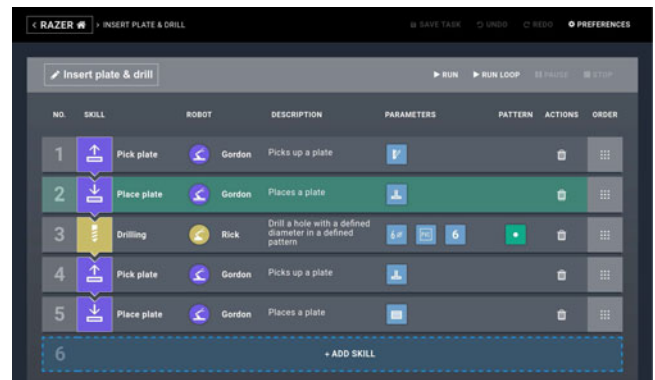 < RAZER > INSERT PLATE & DRILL SAVE TASK UNDO REDO PREFERENCES
Insert plate & drill RUN RUN LOOP PAUSE STOP
NO. SKILL ROBOT DESCRIPTION PARAMETERS PATTERN ACTIONS ORDER
1 Pick plate Gordon Picks up a plate
2 Place plate Gordon Places a plate
3 Drilling Rick Drill a hole with a defined
diameter in a defined
pattern
6
4 Pick plate Gordon Picks up a plate
5 Place plate Gordon Places a plate
6 + ADD SKILL